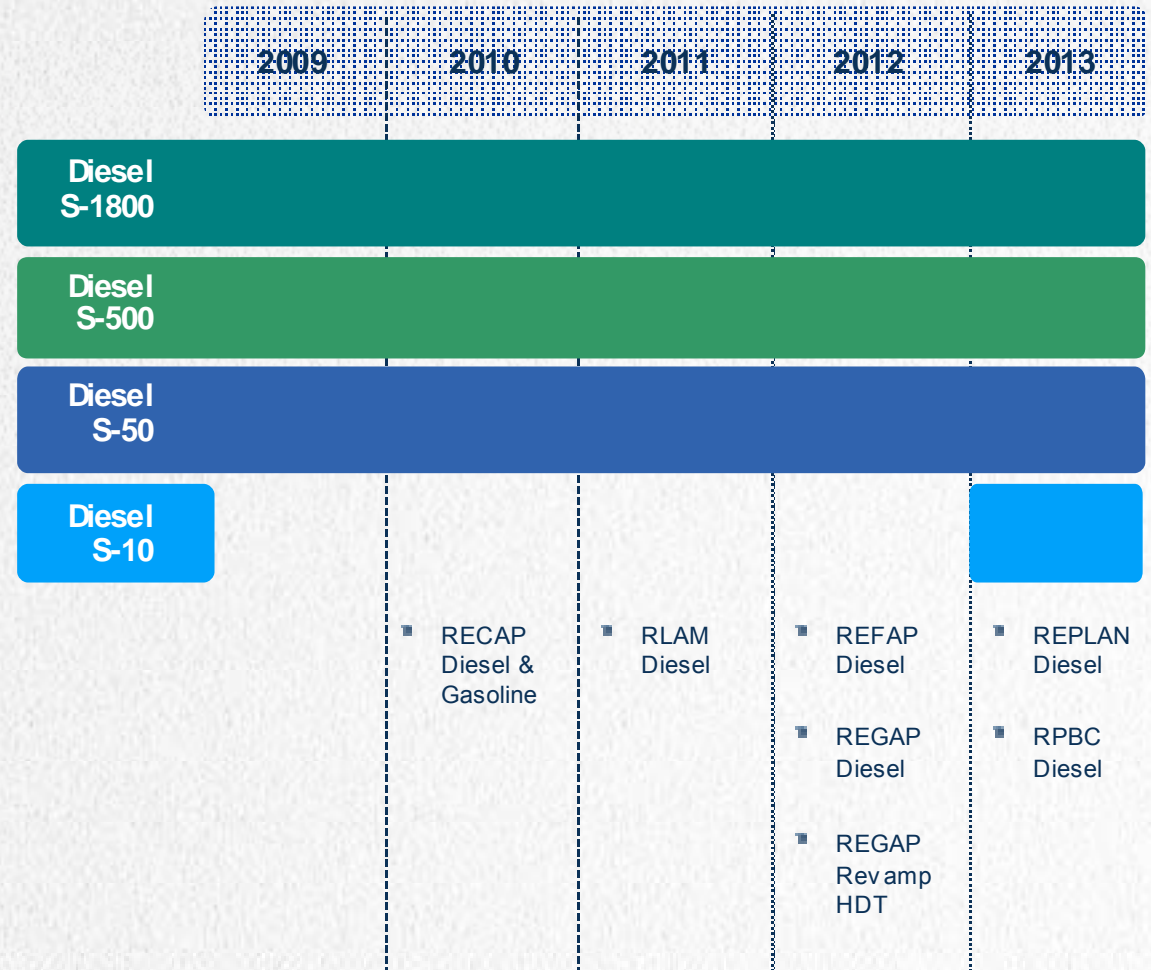 2009 2010 2011 2012 2013
Diesel
S-1800
Diesel
S-500
Diesel
S-50
Diesel
S-10
RECAP
Diesel &
Gasoline
RLAM
Diesel
REFAP
Diesel
REGAP
Diesel
REGAP
Revamp
HDT
REPLAN
Diesel
RPBC
Diesel